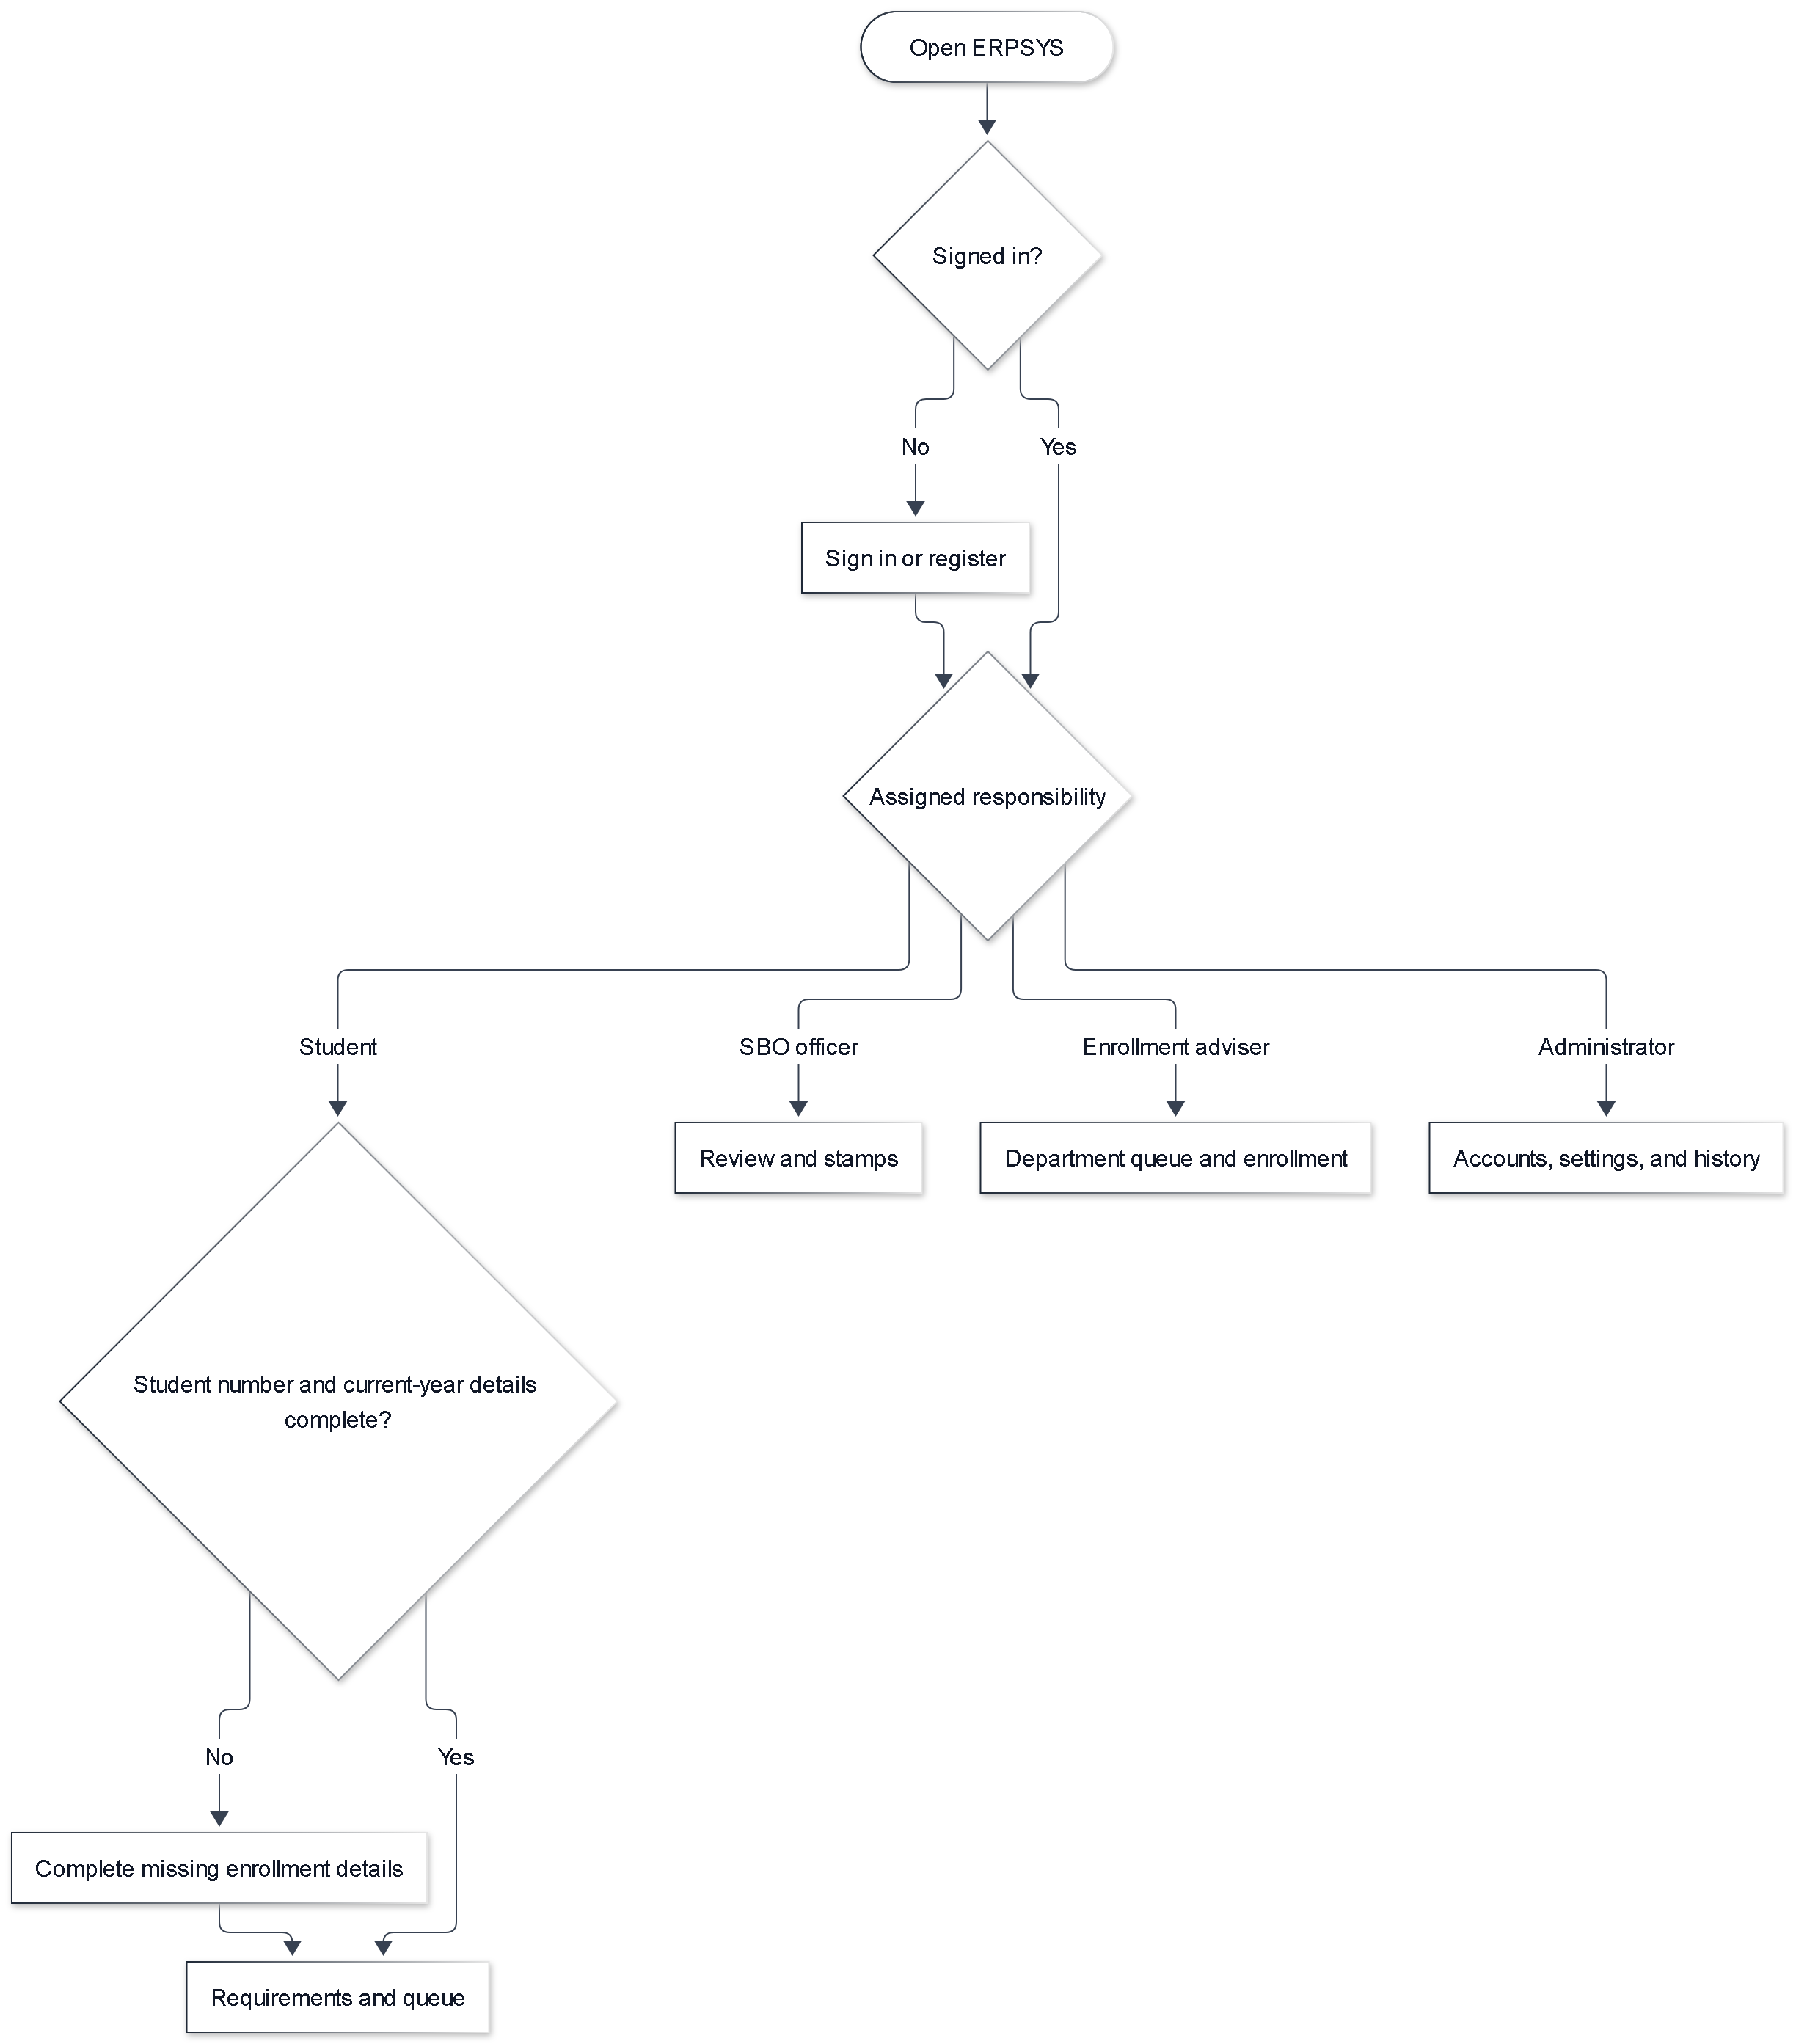 Open ERPSYS
Signed in?
No
Yes
Sign in or register
Assigned responsibility
Student
SBO officer
Enrollment adviser
Administrator
Review and stamps
Department queue and enrollment
Accounts, settings, and history
Student number and current-year details
complete?
No
Yes
Complete missing enrollment details
Requirements and queue